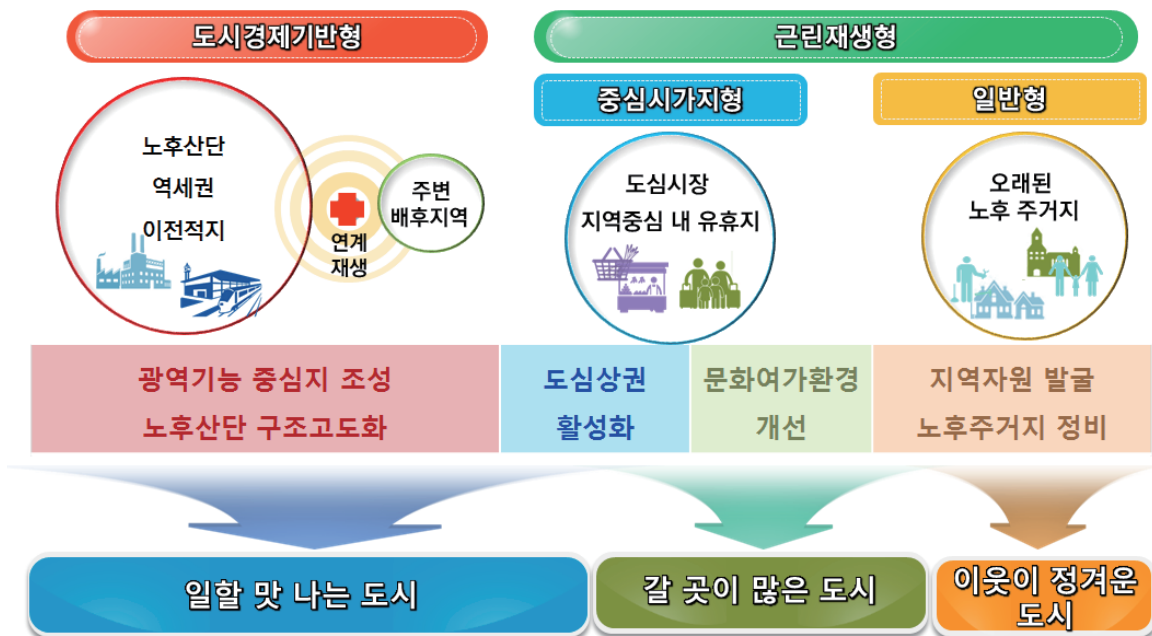 도시경제기반형
근린재생형
중심시가지형
일반형
노후산단
역세권
이전적지
연계
재생
주변
배후지역
도심시장
지역중심 내 유휴지
오래된
노후 주거지
광역기능 중심지 조성
노후산단 구조고도화
도심상권
활성화
문화여가환경
개선
지역자원 발굴
노후주거지 정비
일할 맛 나는 도시
갈 곳이 많은 도시
이웃이 정겨운
도시